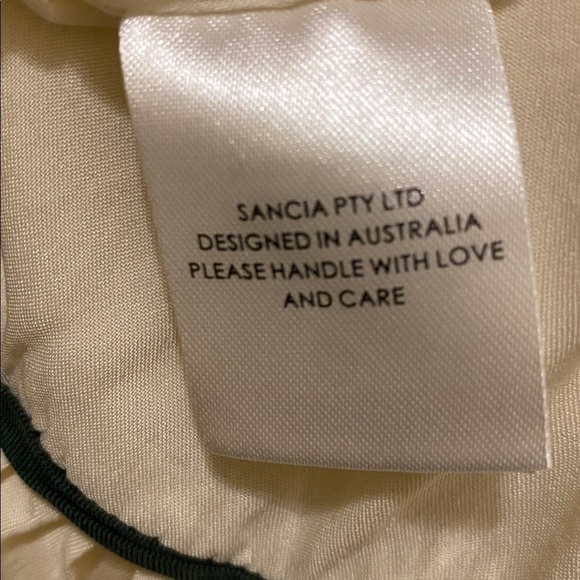 SANCIA PTY LTD
DESIGNED IN AUSTRALIA
PLEASE HANDLE WITH LOVE
AND CARE